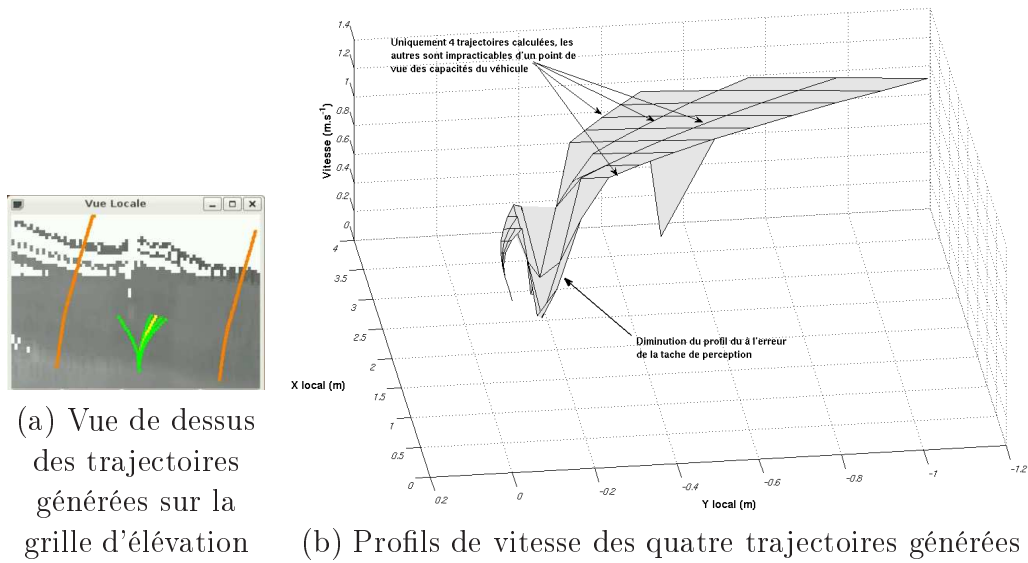 Vue Locale
(a) Vue de dessus
des trajectoires
générées sur la
grille d'élévation
1.4
1.2
1
0.8
0.6
0.4
0.2
0
Vitesse (m.s-1)
Uniquement 4 trajectoires calculées, les
autres sont impracticables d'un point de
vue des capacités du véhicule
Diminution du profil du à l'erreur
de la tache de perception
4
3.5
3
2.5
2
1.5
1
0.5
0
X local (m)
0.2
0
-0.2
-0.4
-0.6
-0.8
-1
-1.2
Y local (m)
(b) Profils de vitesse des quatre trajectoires générées